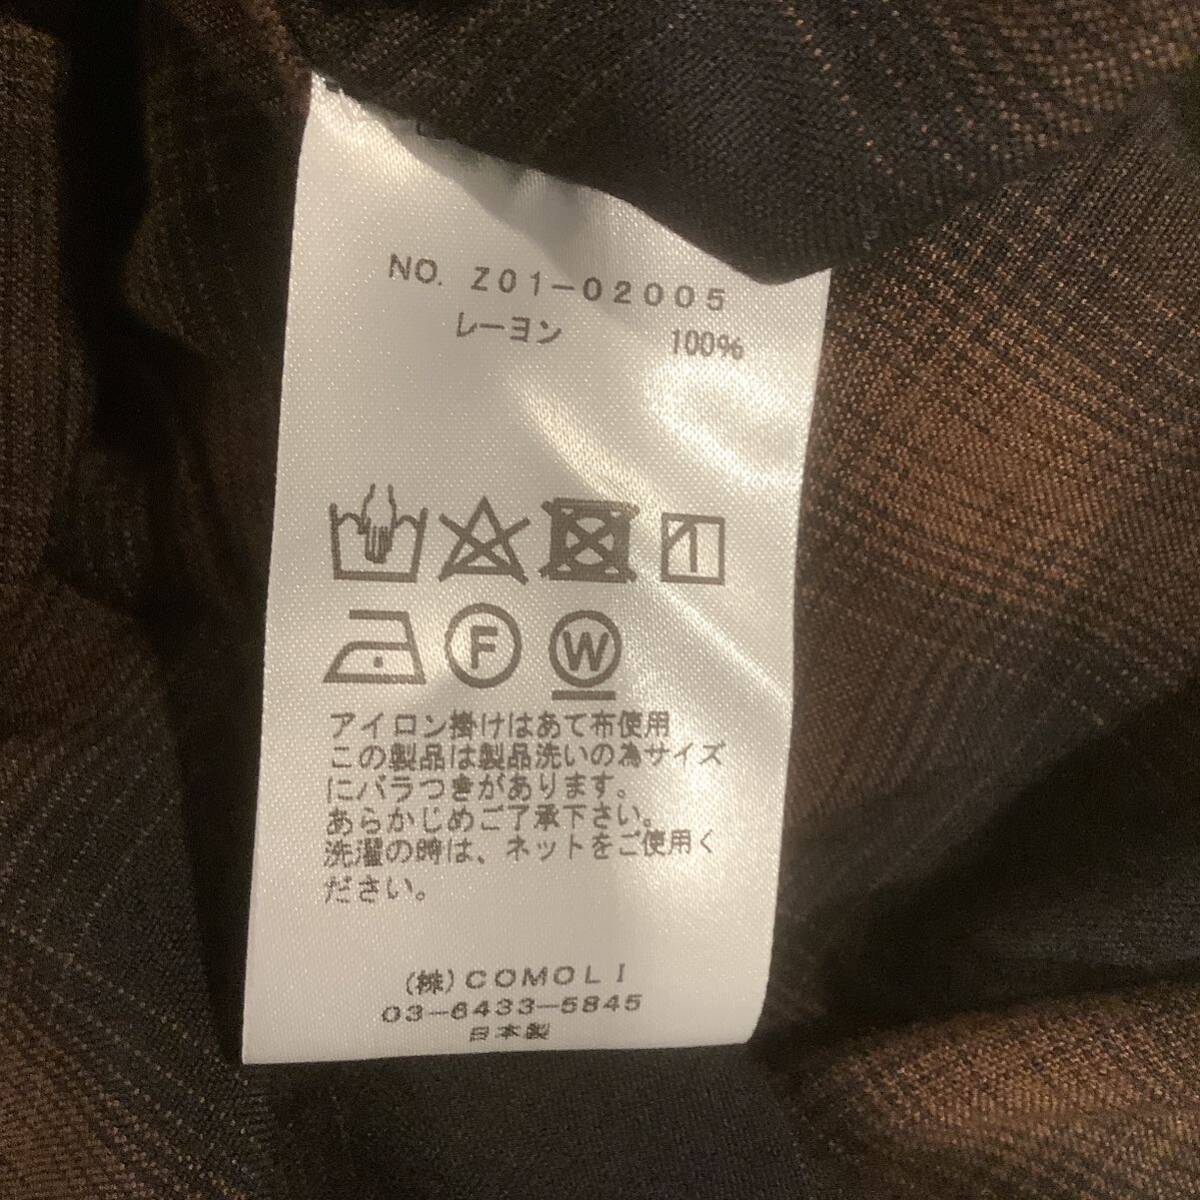 NO. Z01-02005
レーヨン 100%
F W
アイロン掛けはあて布使用
この製品は製品洗いの為サイズ
にバラつきがあります。
あらかじめご了承下さい。
洗濯の時は、ネットをご使用く
ださい。
(株)COMOLI
03-6433-5845
日本製